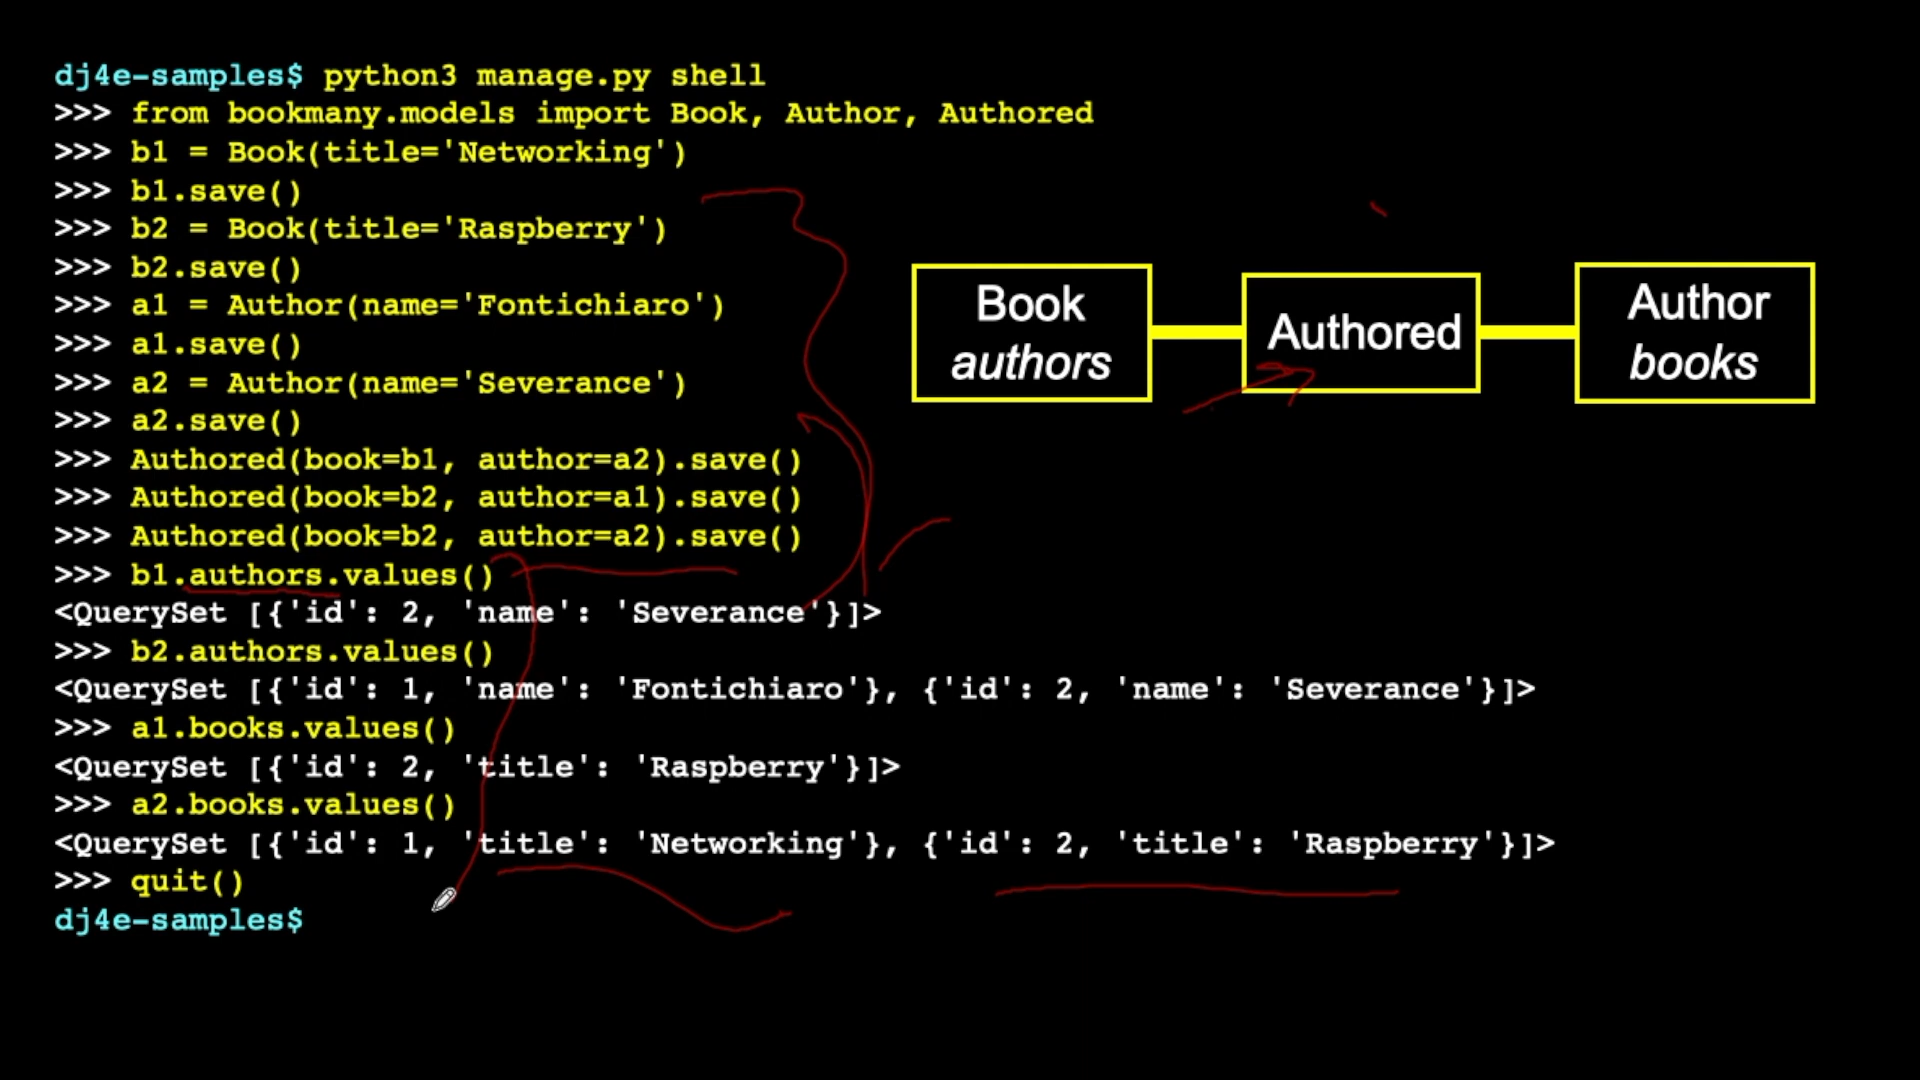 dj4e-samples$ python3 manage.py shell
>>> from bookmany.models import Book, Author, Authored
>>> b1 = Book(title='Networking')
>>> b1.save()
>>> b2 = Book(title='Raspberry')
>>> b2.save()
>>> a1 = Author(name='Fontichiaro')
>>> a1.save()
>>> a2 = Author(name='Severance')
>>> a2.save()
>>> Authored(book=b1, author=a2).save()
>>> Authored(book=b2, author=a1).save()
>>> Authored(book=b2, author=a2).save()
>>> b1.authors.values()
<QuerySet [{'id': 2, 'name': 'Severance'}]>
>>> b2.authors.values()
<QuerySet [{'id': 1, 'name': 'Fontichiaro'}, {'id': 2, 'name': 'Severance'}]>
>>> a1.books.values()
<QuerySet [{'id': 2, 'title': 'Raspberry'}]>
>>> a2.books.values()
<QuerySet [{'id': 1, 'title': 'Networking'}, {'id': 2, 'title': 'Raspberry'}]>
>>> quit()
dj4e-samples$
Book
authors
Authored
Author
books